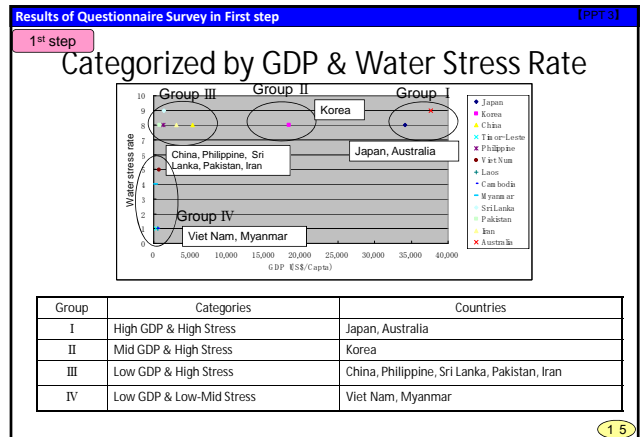 Results of Questionnaire Survey in First step
【PPT3】
1st step
Categorized by GDP & Water Stress Rate
Group Ⅲ
Group Ⅱ
Group Ⅰ
Korea
Japan, Australia
China, Philippine, Sri
Lanka, Pakistan, Iran
Group Ⅳ
Viet Nam, Myanmar
Water stress rate
10
9
8
7
6
5
4
3
2
1
0
0 5,000 10,000 15,000 20,000 25,000 30,000 35,000 40,000
GDP (US$/Capta)
Japan
Korea
China
Timor-Leste
Philippine
Viet Num
Laos
Cambodia
Myanmar
Sri Lanka
Pakistan
Iran
Australia
Group Categories Countries
Ⅰ High GDP & High Stress Japan, Australia
Ⅱ Mid GDP & High Stress Korea
Ⅲ Low GDP & High Stress China, Philippine, Sri Lanka, Pakistan, Iran
Ⅳ Low GDP & Low-Mid Stress Viet Nam, Myanmar
15